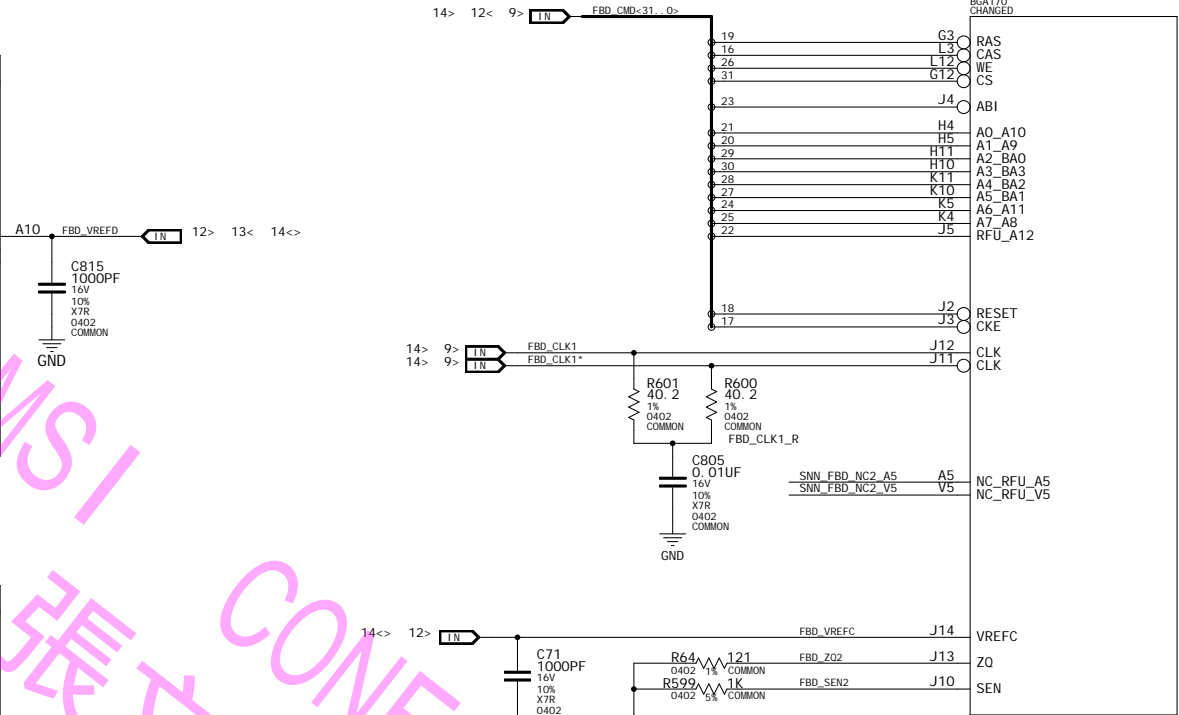 BGA170
CHANGED
14> 12< 9> IN FBD_CMD<31..0>
19 G3 RAS
16 L3 CAS
26 L12 WE
31 G12 CS
23 J4 ABI
21 H4 A0_A10
20 H5 A1_A9
29 H11 A2_BA0
30 H10 A3_BA3
28 K11 A4_BA2
27 K10 A5_BA1
24 K5 A6_A11
25 K4 A7_A8
22 J5 RFU_A12
A10 FBD_VREFD IN 12> 13< 14<>
C815
1000PF
16V
10%
X7R
0402
COMMON
GND
18 J2 RESET
17 J3 CKE
14> 9> IN FBD_CLK1 J12 CLK
14> 9> IN FBD_CLK1* J11 CLK
R601
40.2
1%
0402
COMMON
R600
40.2
1%
0402
COMMON
FBD_CLK1_R
C805
0.01UF
16V
10%
X7R
0402
COMMON
GND
SNN_FBD_NC2_A5 A5 NC_RFU_A5
SNN_FBD_NC2_V5 V5 NC_RFU_V5
14<> 12> IN FBD_VREFC J14 VREFC
C71
1000PF
16V
10%
X7R
0402
R64 121 FBD_ZQ2 J13 ZQ
0402 1% COMMON
R599 1K FBD_SEN2 J10 SEN
0402 5% COMMON
MSI
張